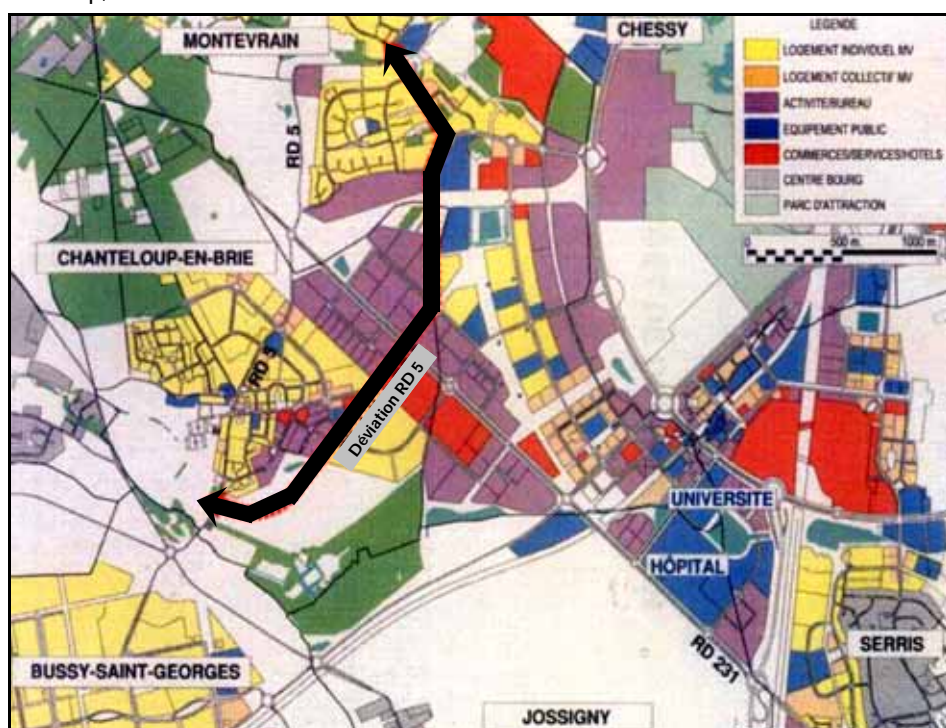 MONTEVRAIN
CHESSY
LEGENDE
LOGEMENT INDIVIDUEL MV
LOGEMENT COLLECTIF MV
ACTIVITE/BUREAU
EQUIPEMENT PUBLIC
COMMERCES/SERVICES/HOTELS
CENTRE BOURG
PARC D'ATTRACTION
0 500 m. 1000 m.
RD 5
CHANTELOUP-EN-BRIE
RD 5
Déviation RD 5
UNIVERSITE
HÔPITAL
RD 231
SERRIS
BUSSY-SAINT-GEORGES
JOSSIGNY